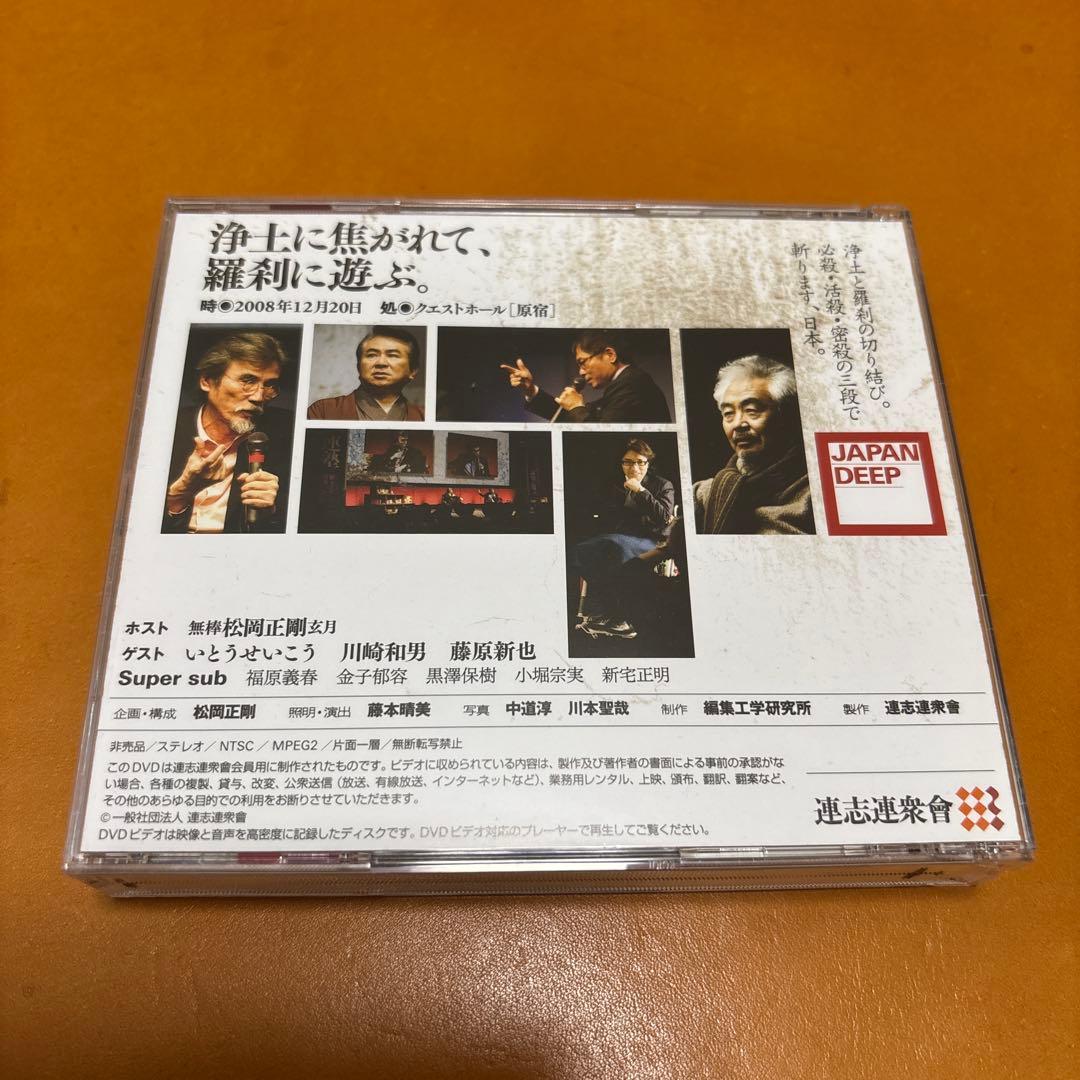 浄土に焦がれて、
羅刹に遊ぶ。
時◉2008年12月20日 処◉クエストホール[原宿]
浄土と羅刹の切り結び。
必殺・活殺・密殺の三段で
斬ります、日本。
JAPAN
DEEP
ホスト 無棒松岡正剛玄月
ゲスト いとうせいこう 川崎和男 藤原新也
Super sub 福原義春 金子郁容 黒澤保樹 小堀宗実 新宅正明
企画・構成 松岡正剛 照明・演出 藤本晴美 写真 中道淳 川本聖哉 制作 編集工学研究所 製作 連志連衆會
非売品／ステレオ／NTSC／MPEG2／片面一層／無断転写禁止
このDVDは連志連衆會会員用に制作されたものです。ビデオに収められている内容は、製作及び著作者の書面による事前の承認がな
い場合、各種の複製、貸与、改変、公衆送信（放送、有線放送、インターネットなど）、業務用レンタル、上映、頒布、翻訳、翻案など、
その他のあらゆる目的での利用をお断りさせていただきます。
©一般社団法人 連志連衆會
DVDビデオは映像と音声を高密度に記録したディスクです。DVDビデオ対応のプレーヤーで再生してご覧ください。
連志連衆會